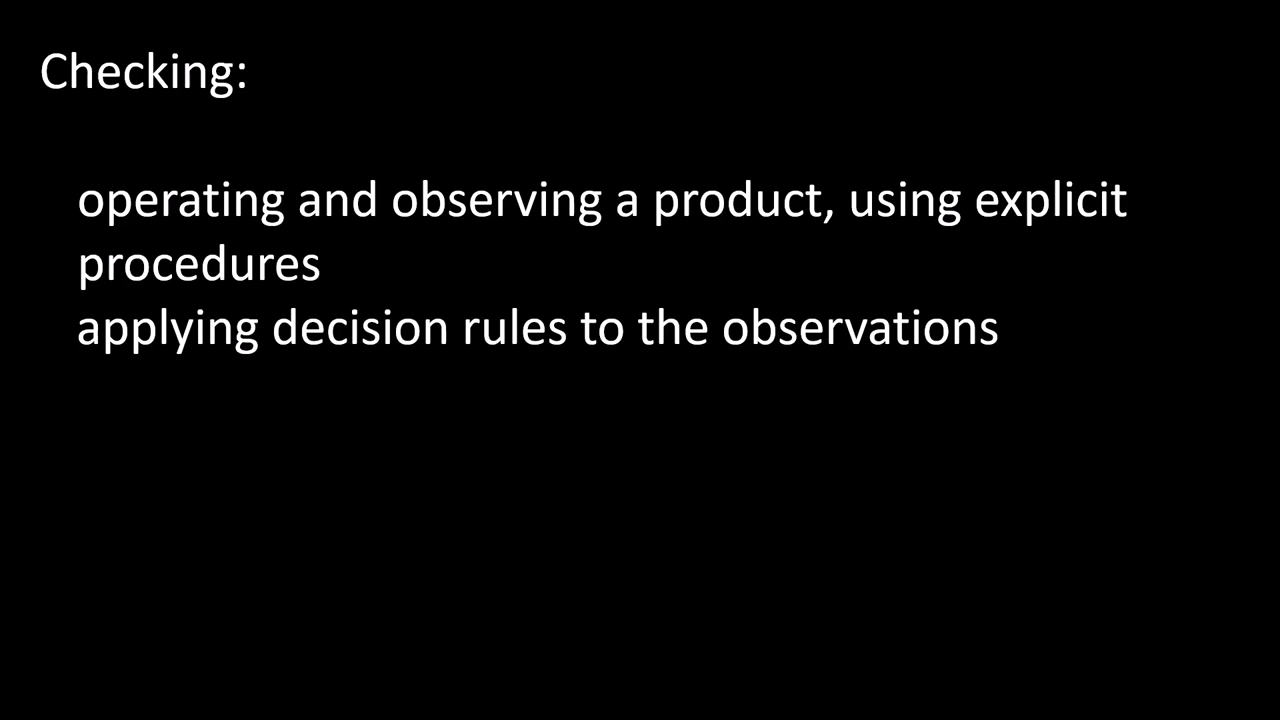 Checking:
operating and observing a product, using explicit
procedures
applying decision rules to the observations